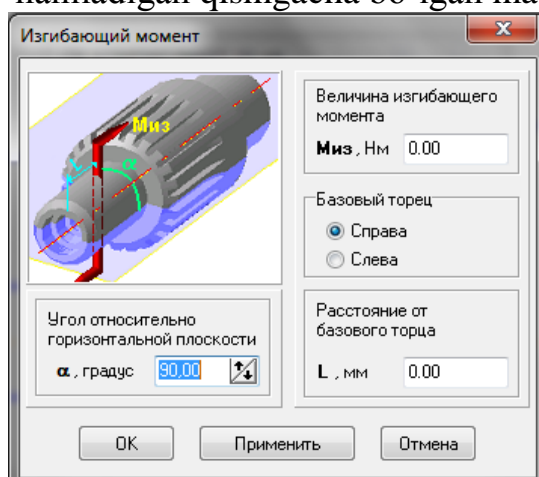 Изгибающий момент
Миз
L
α
Величина изгибающего
момента
Миз , Нм 0.00
Базовый торец
Справа
Слева
Угол относительно
горизонтальной плоскости
α , градус 90,00
Расстояние от
базового торца
L , мм 0.00
OK Применить Отмена